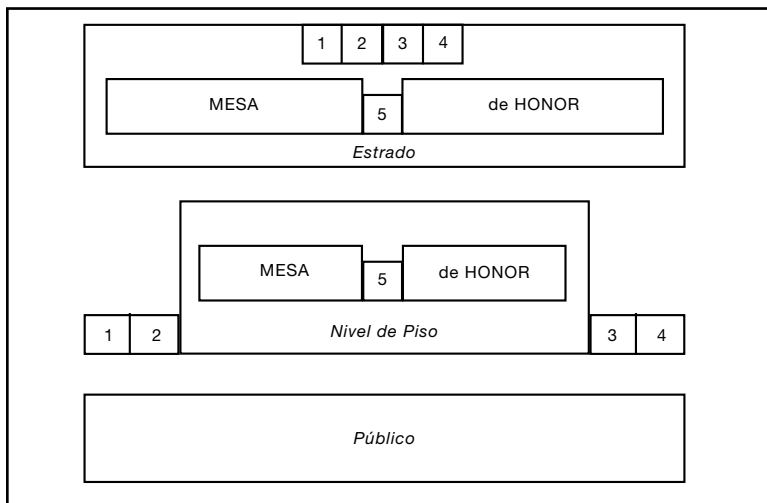 1 2 3 4
MESA 5 de HONOR
Estrado
MESA 5 de HONOR
1 2 Nivel de Piso 3 4
Público